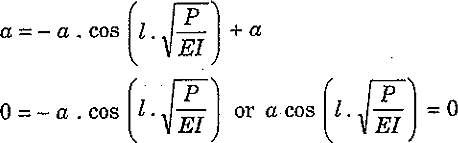 a = – a . cos ( l . √(P/EI) ) + a
0 = – a . cos ( l . √(P/EI) ) or a cos ( l . √(P/EI) ) = 0